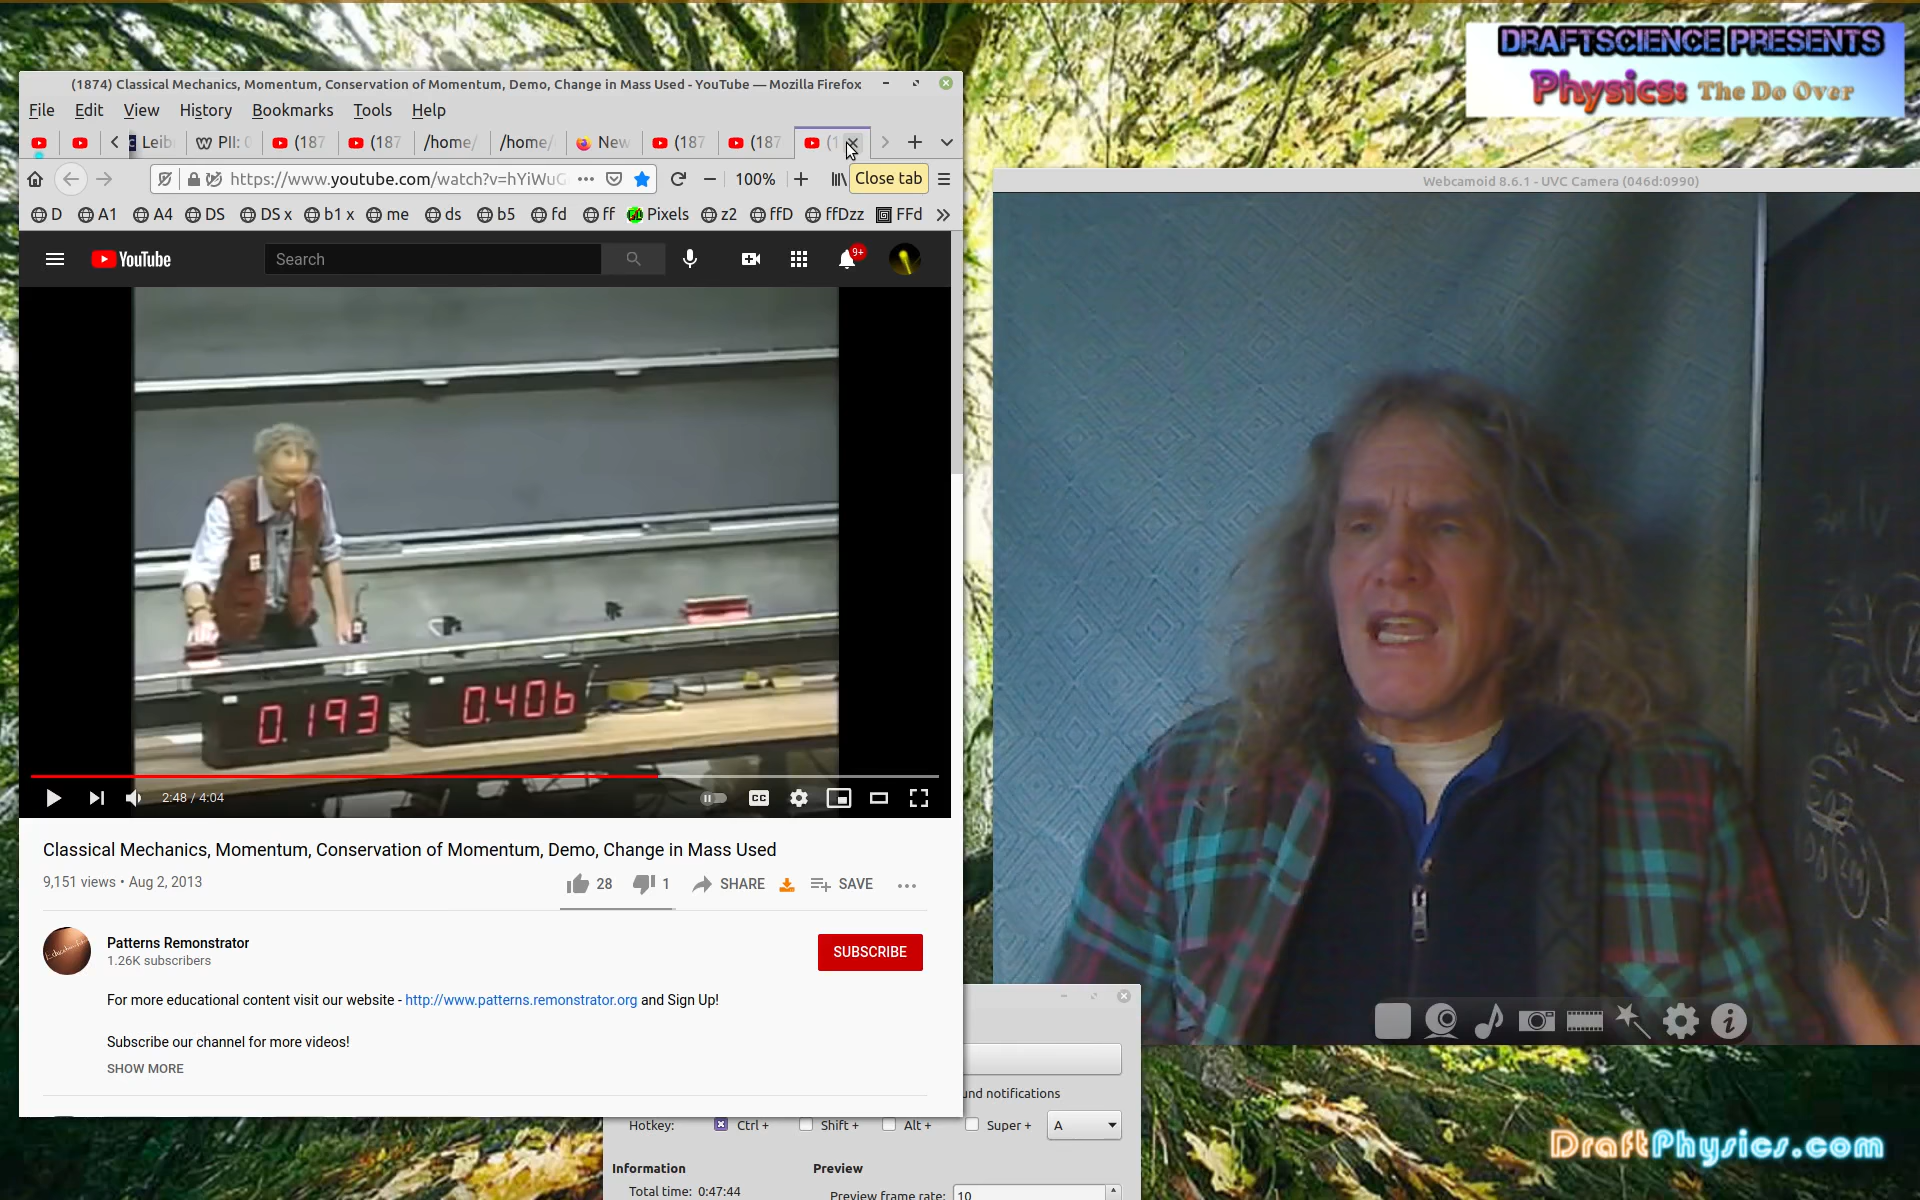 DRAFTSCIENCE PRESENTS
Physics: The Do Over
(1874) Classical Mechanics, Momentum, Conservation of Momentum, Demo, Change in Mass Used - YouTube — Mozilla Firefox
File Edit View History Bookmarks Tools Help
Leib PII: (187 (187 /home/ /home/ New (187 (187 (1
https://www.youtube.com/watch?v=hYiWuG 100% Close tab
D A1 A4 DS DS x b1 x me ds b5 fd ff Pixels z2 ffD ffDzz FFd
Webcamoid 8.6.1 - UVC Camera (046d:0990)
YouTube Search 9+
0.193 0.406
2:48 / 4:04 CC
Classical Mechanics, Momentum, Conservation of Momentum, Demo, Change in Mass Used
9,151 views • Aug 2, 2013 28 1 SHARE SAVE
Patterns Remonstrator
1.26K subscribers
SUBSCRIBE
For more educational content visit our website - http://www.patterns.remonstrator.org and Sign Up!
Subscribe our channel for more videos!
SHOW MORE
und notifications
Hotkey: Ctrl + Shift + Alt + Super + A
Information Preview
Total time: 0:47:44 Preview frame rate: 10
DraftPhysics.com